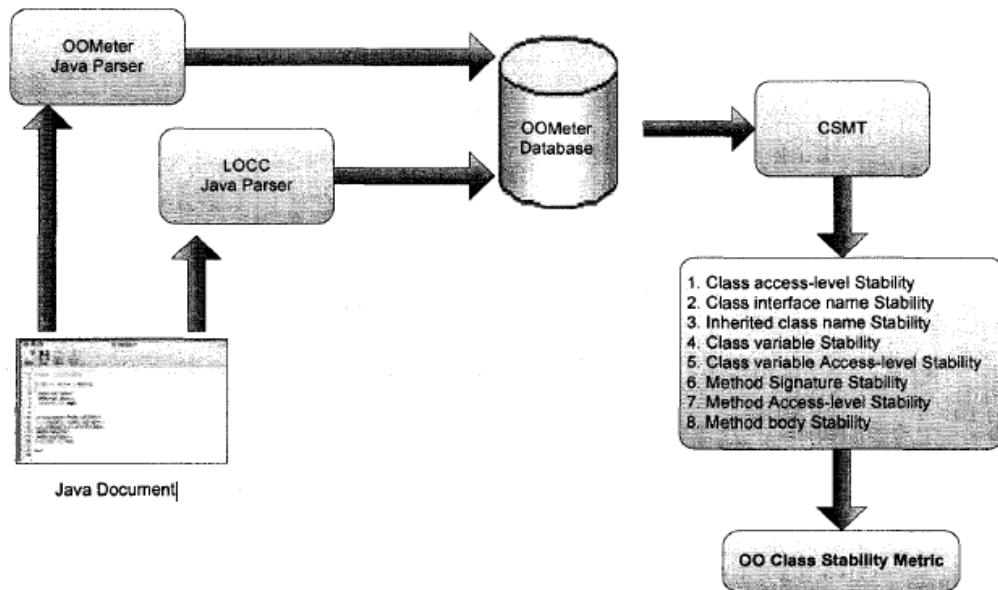 OOMeter
Java Parser
LOCC
Java Parser
OOMeter
Database
CSMT
1. Class access-level Stability
2. Class interface name Stability
3. Inherited class name Stability
4. Class variable Stability
5. Class variable Access-level Stability
6. Method Signature Stability
7. Method Access-level Stability
8. Method body Stability
Java Document
OO Class Stability Metric